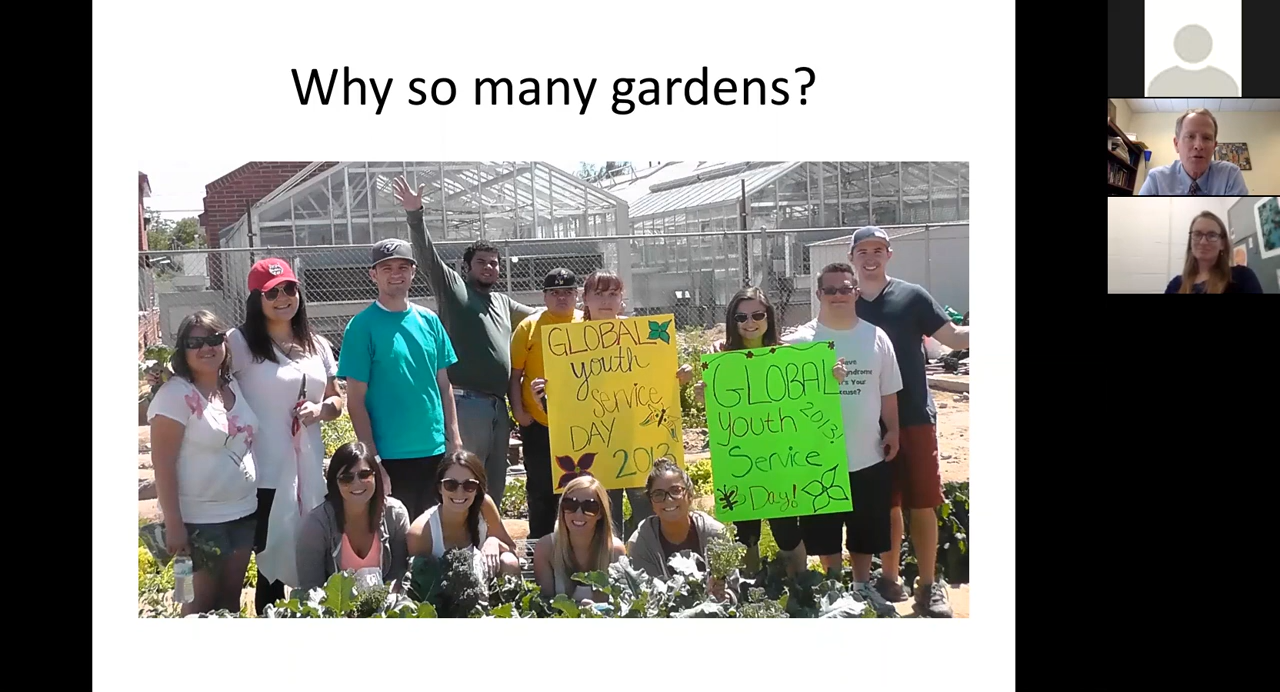 Why so many gardens?
GLOBAL
youth
Service
DAY
2013
GLOBAL
youth 2013!
Service
Day!